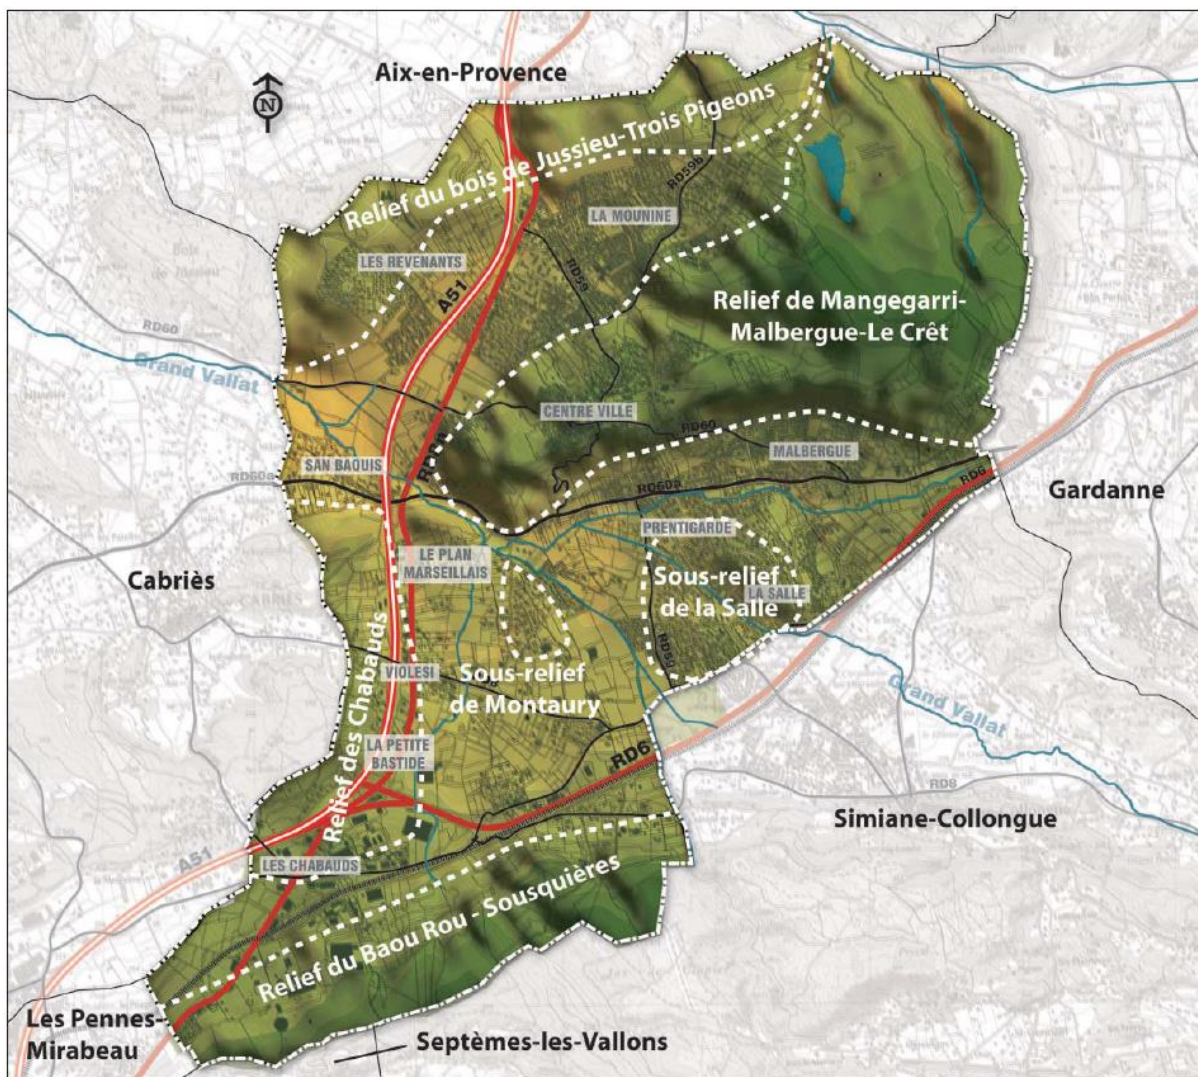 Aix-en-Provence
N
Relief du bois de Jussieu-Trois Pigeons
RD59b
LA MOUNINE
LES REVENANTS
A51
RD59
Relief de Mangegarri-
Malbergue-Le Crêt
RD60
Grand Vallat
CENTRE VILLE
RD60
MALBERGUE
SAN BAQUIS
RD60a
RD60a
RD6
Gardanne
PRENTIGARDE
LE PLAN
MARSEILLAIS
Cabriès
Sous-relief
de la Salle
LA SALLE
RD59
VIOLESI
Sous-relief
de Montaury
Relief des Chabauds
Grand Vallat
LA PETITE
BASTIDE
RD6
RD8
Simiane-Collongue
A51
LES CHABAUDS
Relief du Baou Rou - Sousquières
Les Pennes-
Mirabeau
Septèmes-les-Vallons